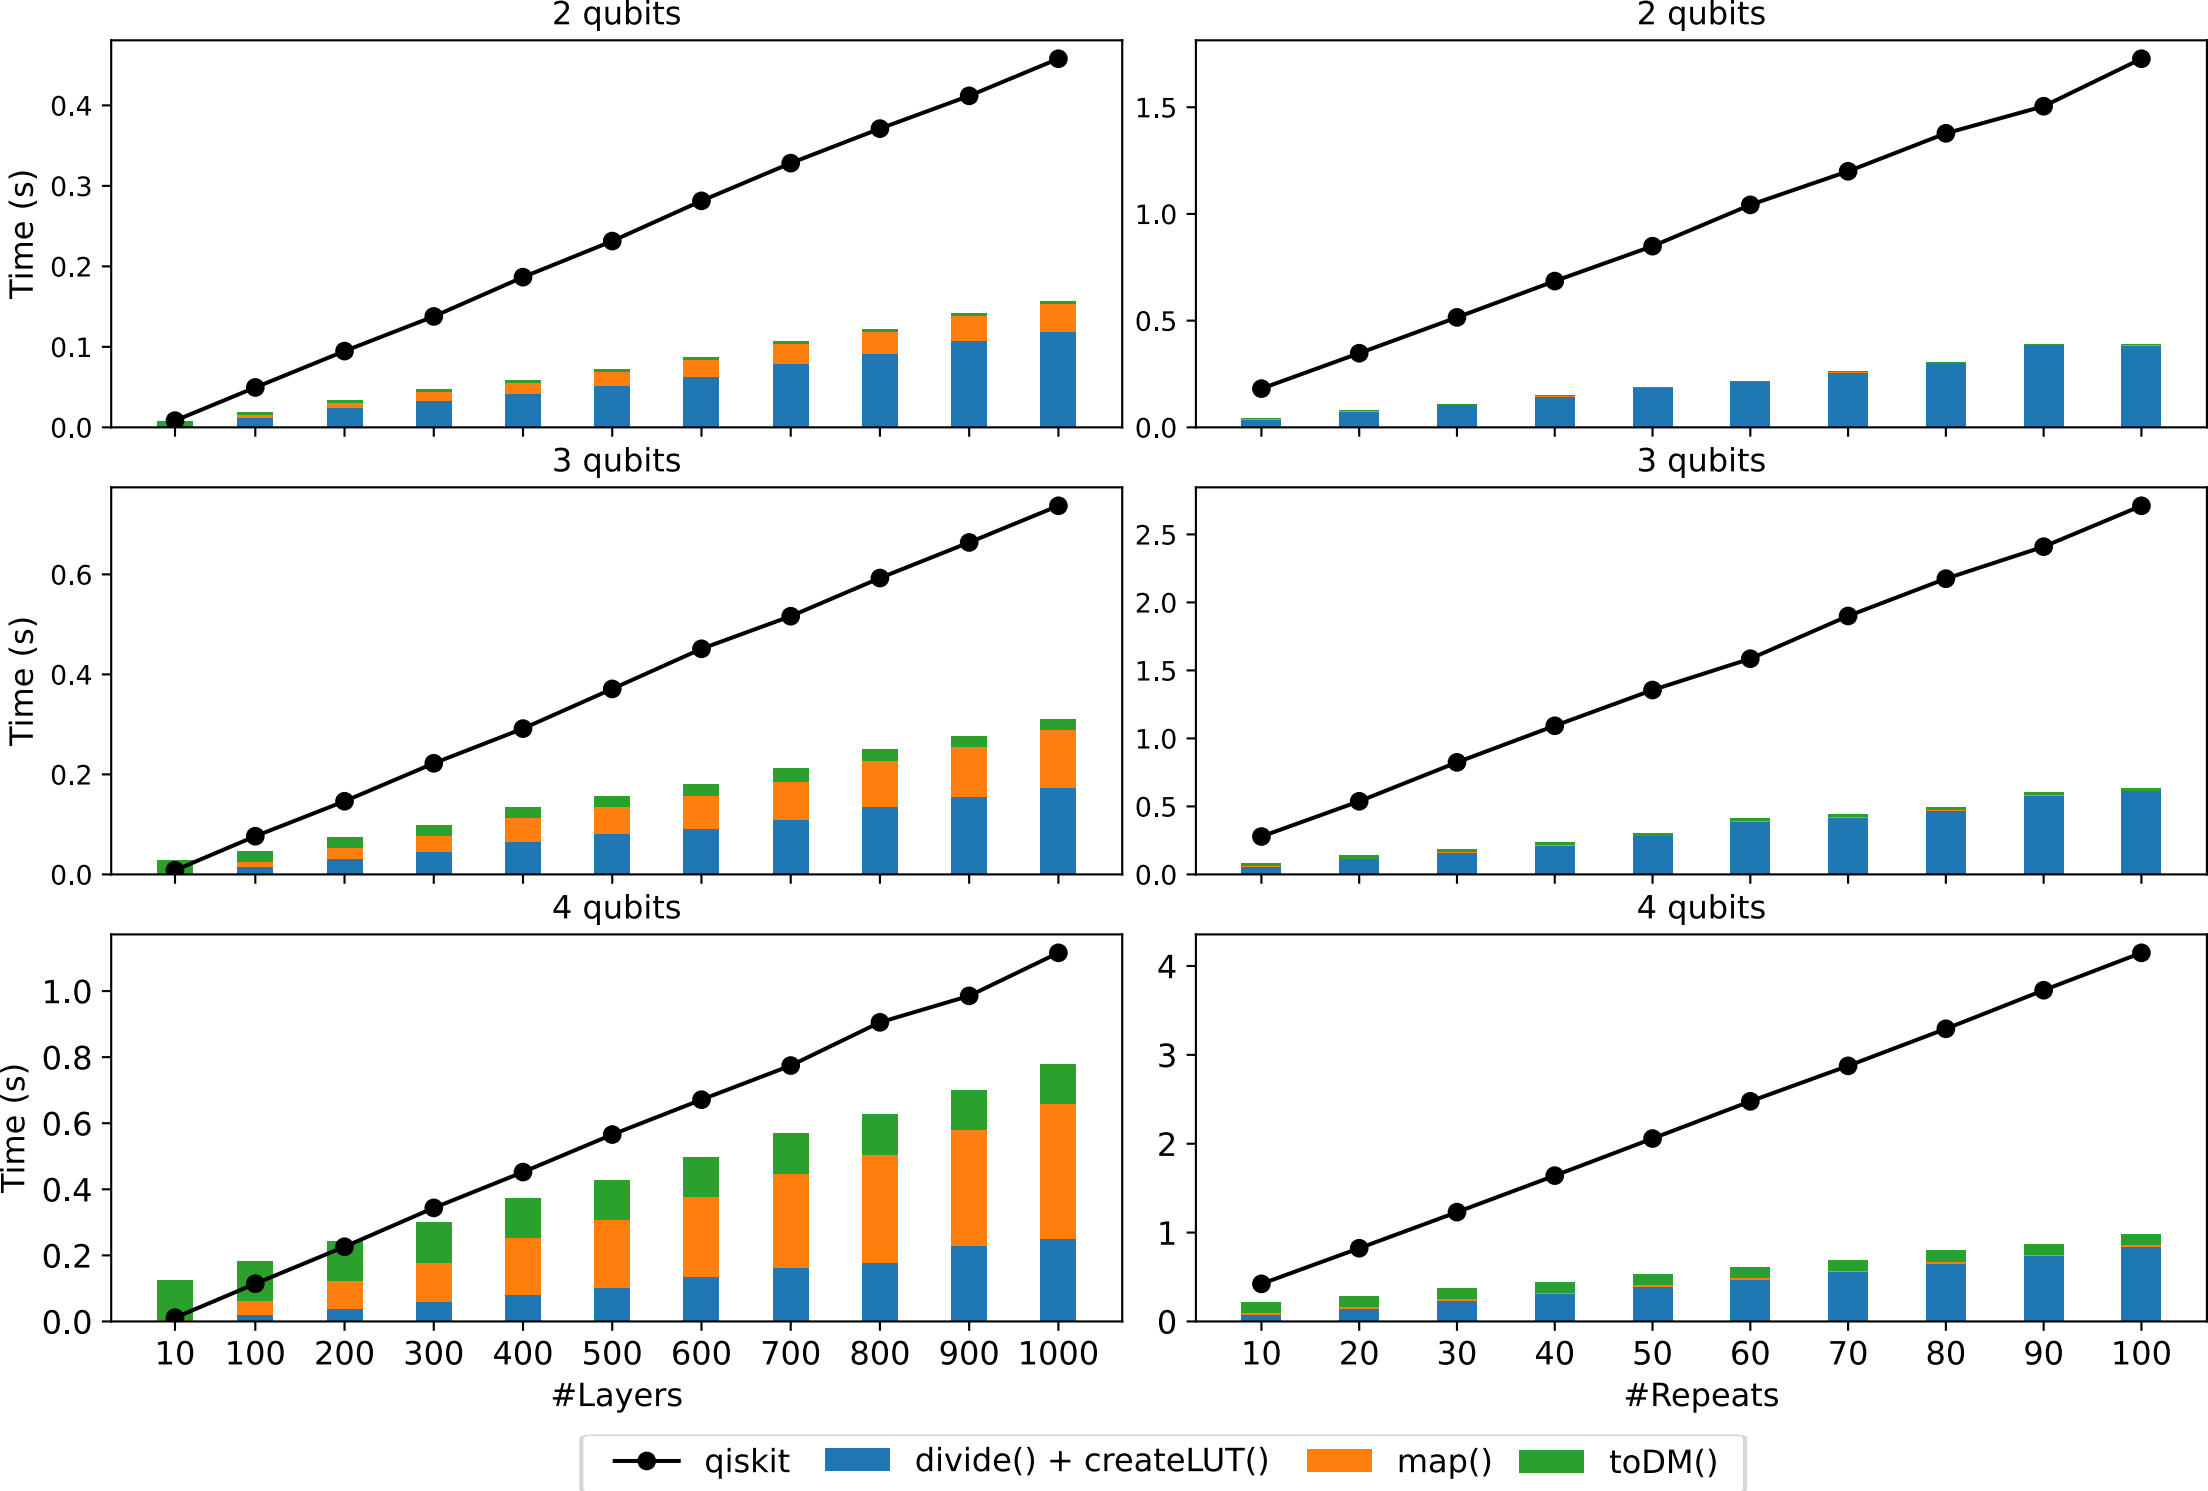 2 qubits
2 qubits
Time (s)
0.4
0.3
0.2
0.1
0.0
1.5
1.0
0.5
0.0
3 qubits
3 qubits
Time (s)
0.6
0.4
0.2
0.0
2.5
2.0
1.5
1.0
0.5
0.0
4 qubits
4 qubits
Time (s)
1.0
0.8
0.6
0.4
0.2
0.0
4
3
2
1
0
10 100 200 300 400 500 600 700 800 900 1000
#Layers
10 20 30 40 50 60 70 80 90 100
#Repeats
qiskit divide() + createLUT() map() toDM()